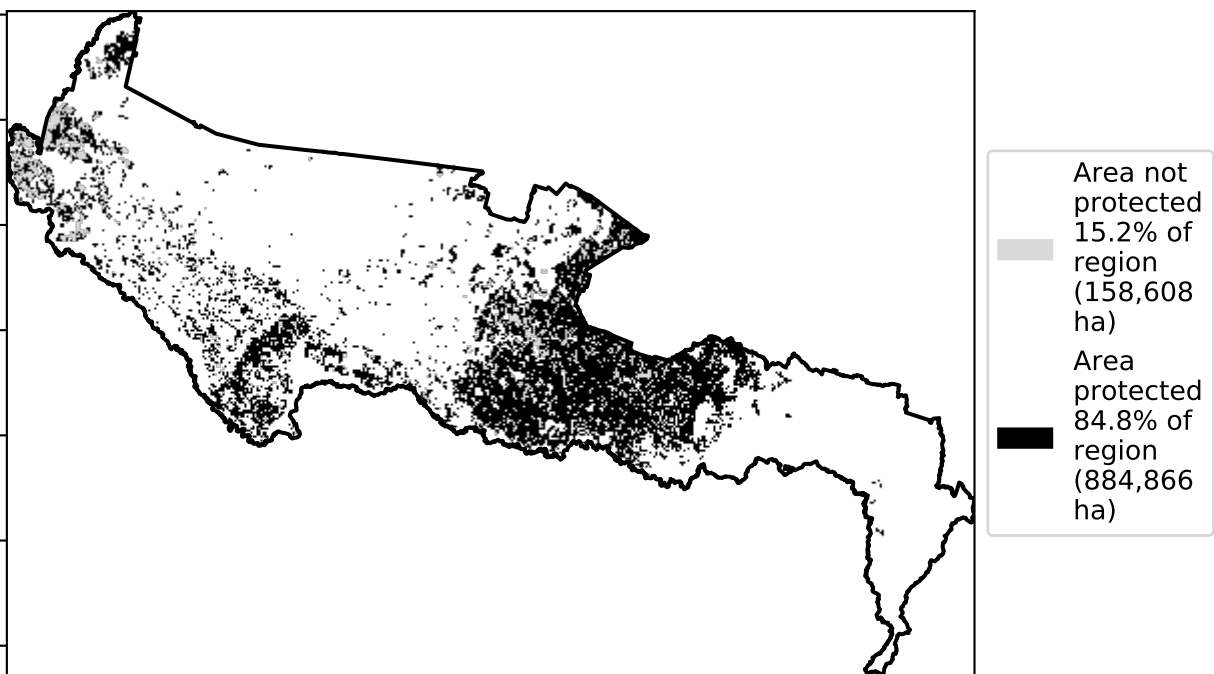 Area not
protected
15.2% of
region
(158,608
ha)
Area
protected
84.8% of
region
(884,866
ha)